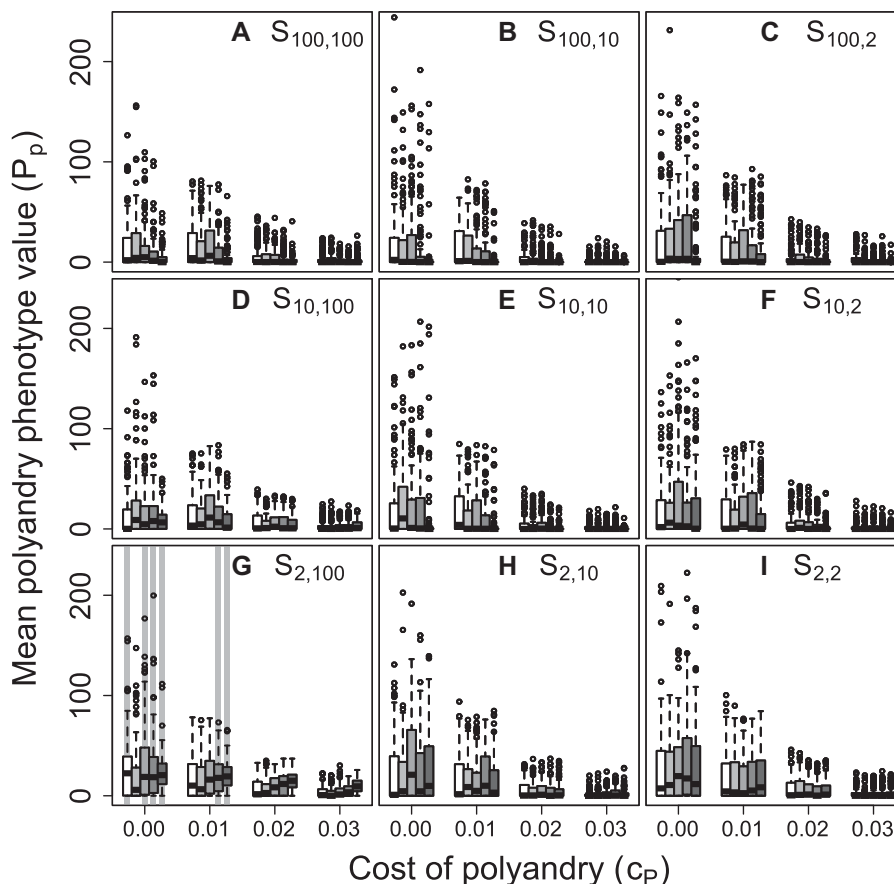 A S100,100
B S100,10
C S100,2
200
100
0
D S10,100
E S10,10
F S10,2
200
100
0
G S2,100
H S2,10
I S2,2
200
100
0
0.00 0.01 0.02 0.03
0.00 0.01 0.02 0.03
0.00 0.01 0.02 0.03
Mean polyandry phenotype value (Pp)
Cost of polyandry (cP)